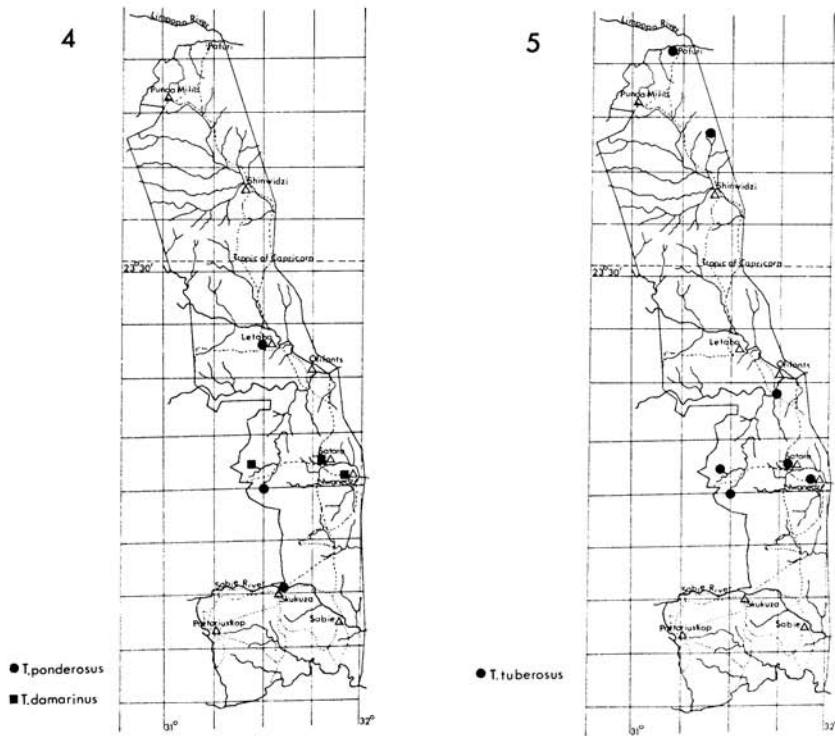 4
Limpopo River
Pafuri
Punda Milia
Shinwidzi
Tropic of Capricorn
23°30'
Letaba
Olifants
Satara
Nwanedzi
Sabie River
Skukuza
Sabie
Pretoriuskop
● T.ponderosus
■ T.damarinus
31°
32°
5
Limpopo River
Pafuri
Punda Milia
Shinwidzi
Tropic of Capricorn
23°30'
Letaba
Olifants
Satara
Sabie River
Skukuza
Sabie
Pretoriuskop
● T.tuberosus
31°
32°